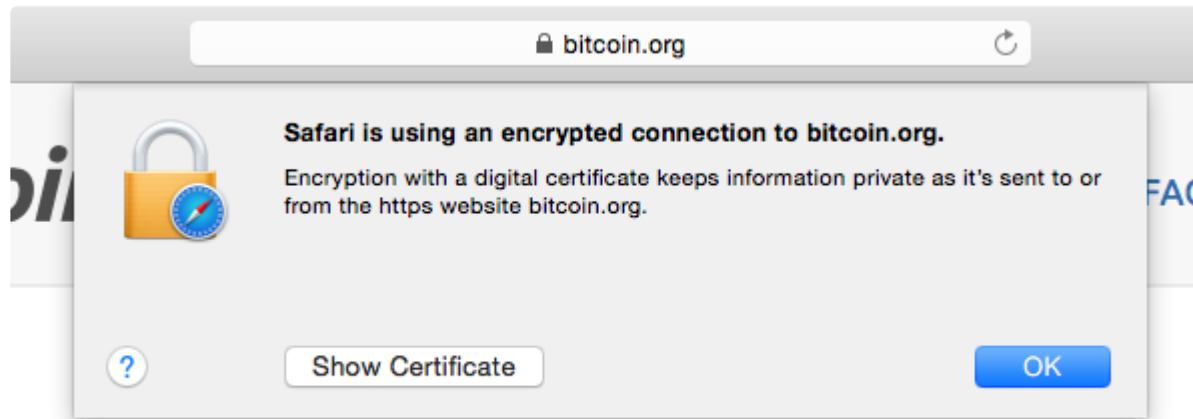 bitcoin.org
Safari is using an encrypted connection to bitcoin.org.
Encryption with a digital certificate keeps information private as it's sent to or
from the https website bitcoin.org.
FAQ
? Show Certificate OK